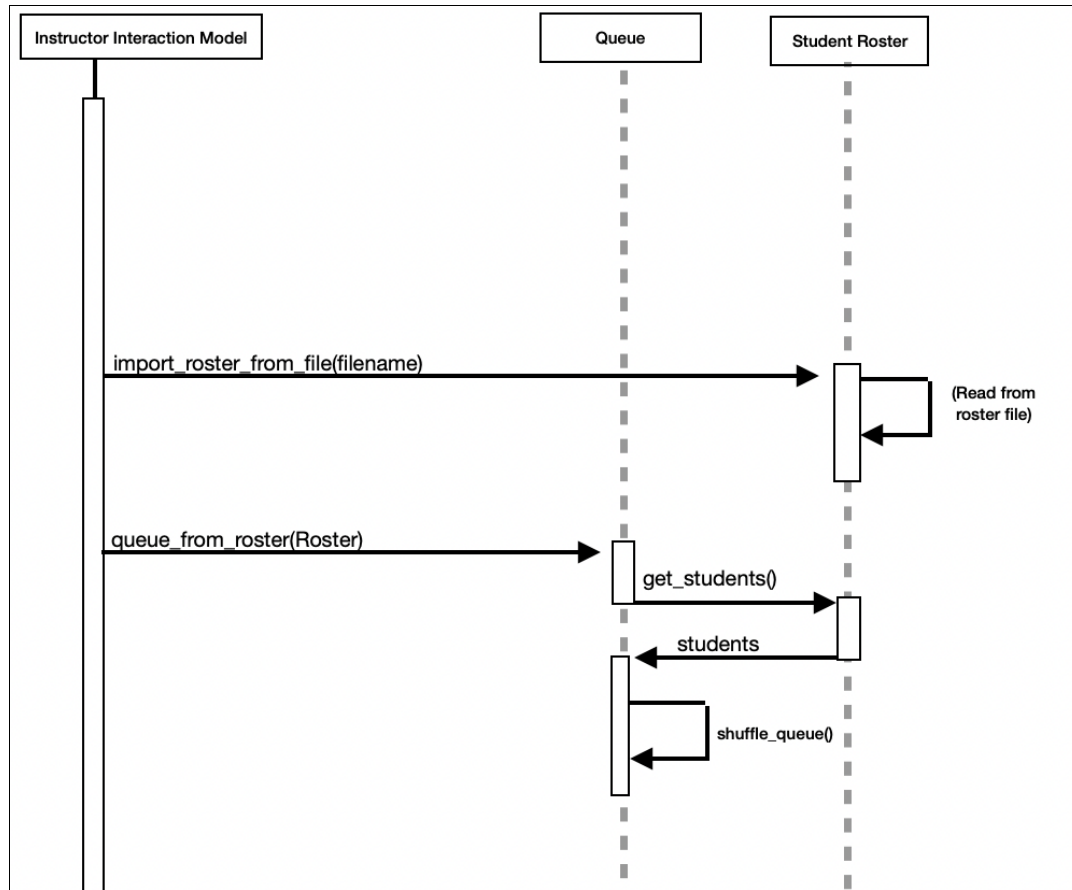 Instructor Interaction Model
Queue
Student Roster
import_roster_from_file(filename)
(Read from
roster file)
queue_from_roster(Roster)
get_students()
students
shuffle_queue()